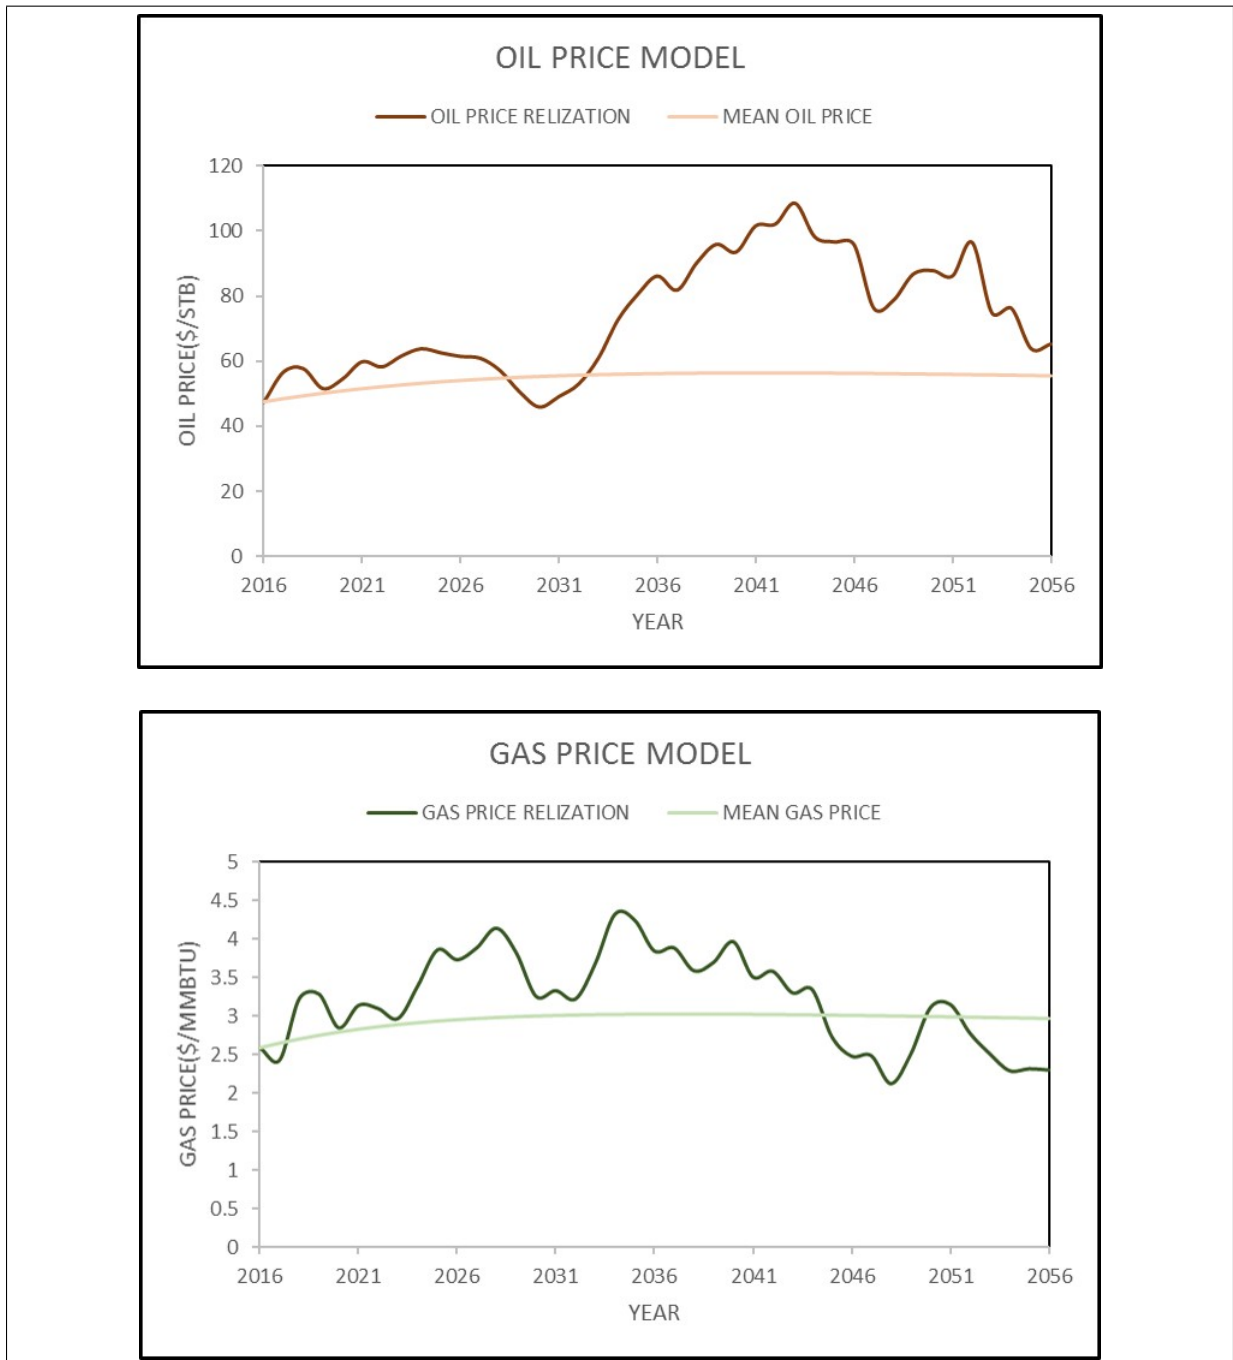 OIL PRICE MODEL
OIL PRICE RELIZATION MEAN OIL PRICE
120
100
80
60
40
20
0
OIL PRICE($/STB)
2016 2021 2026 2031 2036 2041 2046 2051 2056
YEAR
GAS PRICE MODEL
GAS PRICE RELIZATION MEAN GAS PRICE
5
4.5
4
3.5
3
2.5
2
1.5
1
0.5
0
GAS PRICE($/MMBTU)
2016 2021 2026 2031 2036 2041 2046 2051 2056
YEAR